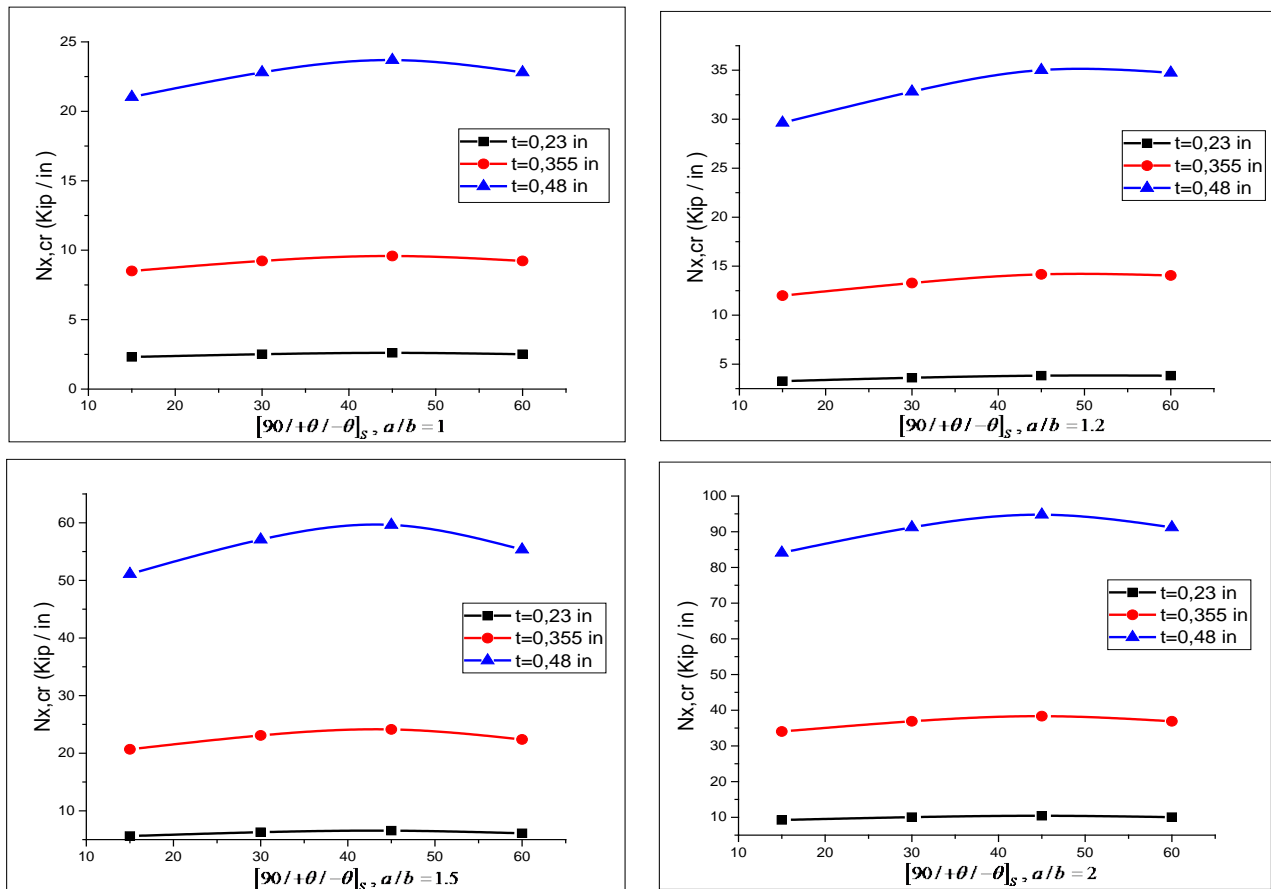 25
20
15
10
5
0
Nx,cr (Kip / in )
t=0,23 in
t=0,355 in
t=0,48 in
10 20 30 40 50 60
[90/+θ/−θ]S , a/b = 1
35
30
25
20
15
10
5
Nx,cr (Kip / in )
t=0,23 in
t=0,355 in
t=0,48 in
10 20 30 40 50 60
[90/+θ/−θ]S , a/b = 1.2
60
50
40
30
20
10
Nx,cr (Kip / in )
t=0,23 in
t=0,355 in
t=0,48 in
10 20 30 40 50 60
[90/+θ/−θ]S , a/b = 1.5
100
90
80
70
60
50
40
30
20
10
Nx,cr (Kip / in )
t=0,23 in
t=0,355 in
t=0,48 in
10 20 30 40 50 60
[90/+θ/−θ]S , a/b = 2